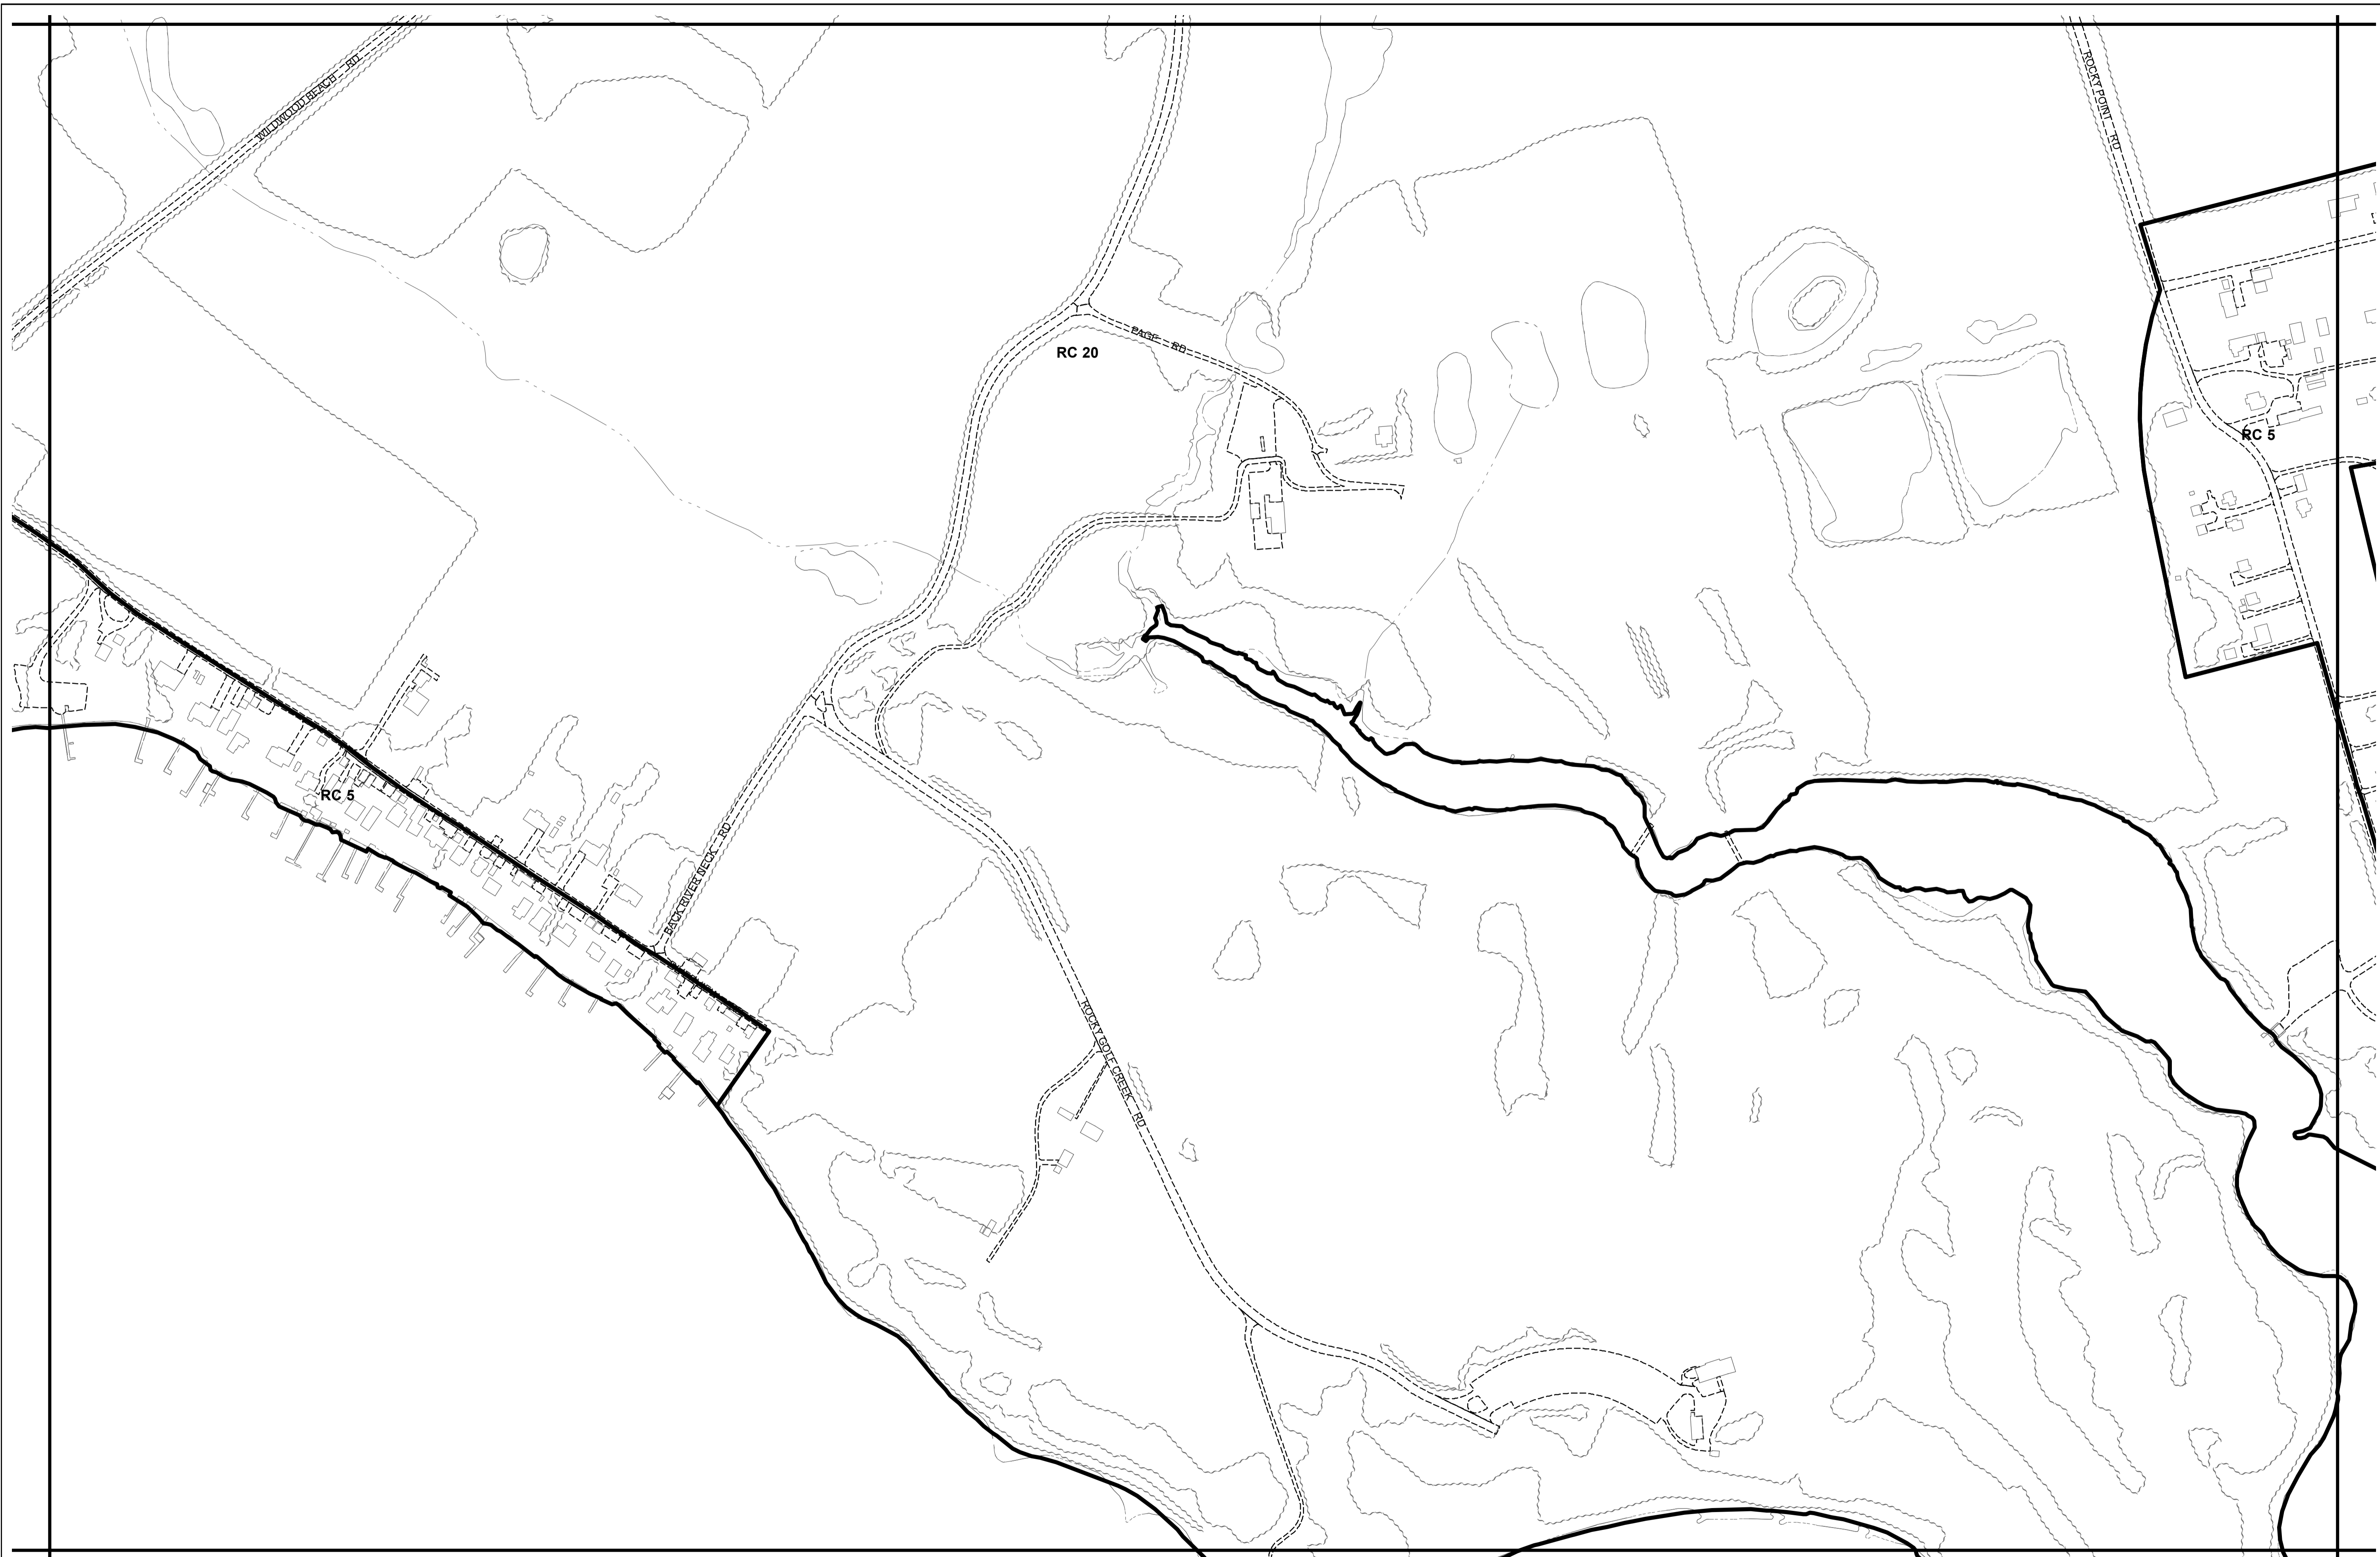 WILDWOOD BEACH RD
ROCKY POINT RD
PAGE RD
RC 20
RC 5
RC 5
BACK RIVER NECK RD
ROCKY GOLF CREEK RD